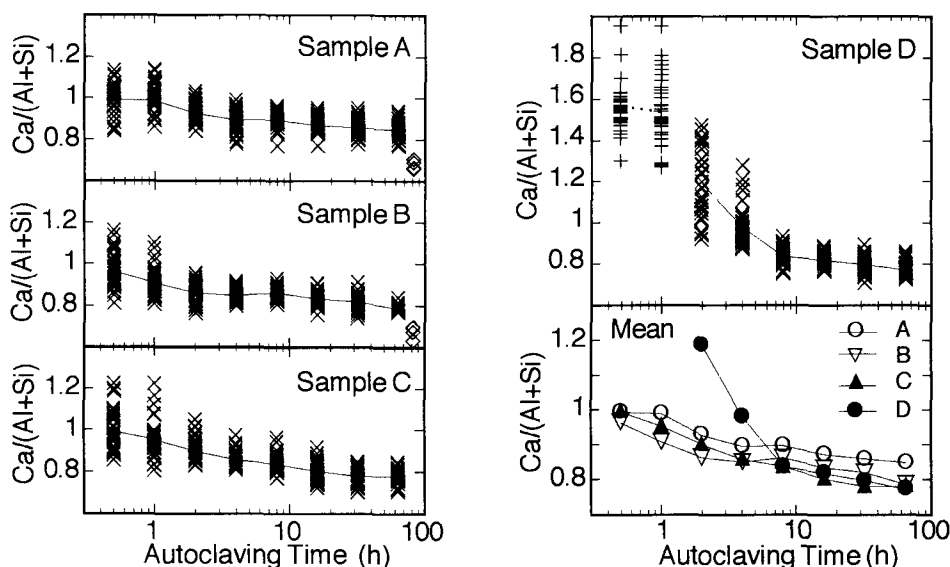 Ca/(Al+Si)
1.2
1
0.8
Sample A
Ca/(Al+Si)
1.2
1
0.8
Sample B
Ca/(Al+Si)
1.2
1
0.8
Sample C
1
10
100
Autoclaving Time (h)
Ca/(Al+Si)
1.8
1.6
1.4
1.2
1
0.8
Sample D
Ca/(Al+Si)
1.2
1
0.8
Mean
A
B
C
D
1
10
100
Autoclaving Time (h)